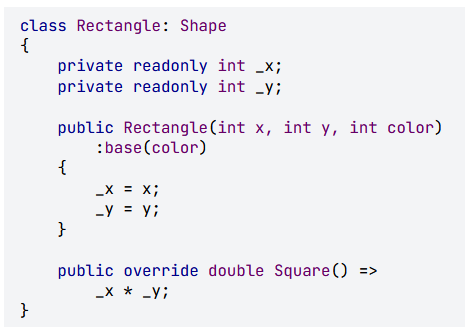 class Rectangle: Shape
{
    private readonly int _x;
    private readonly int _y;

    public Rectangle(int x, int y, int color)
        :base(color)
    {
        _x = x;
        _y = y;
    }

    public override double Square() =>
        _x * _y;
}